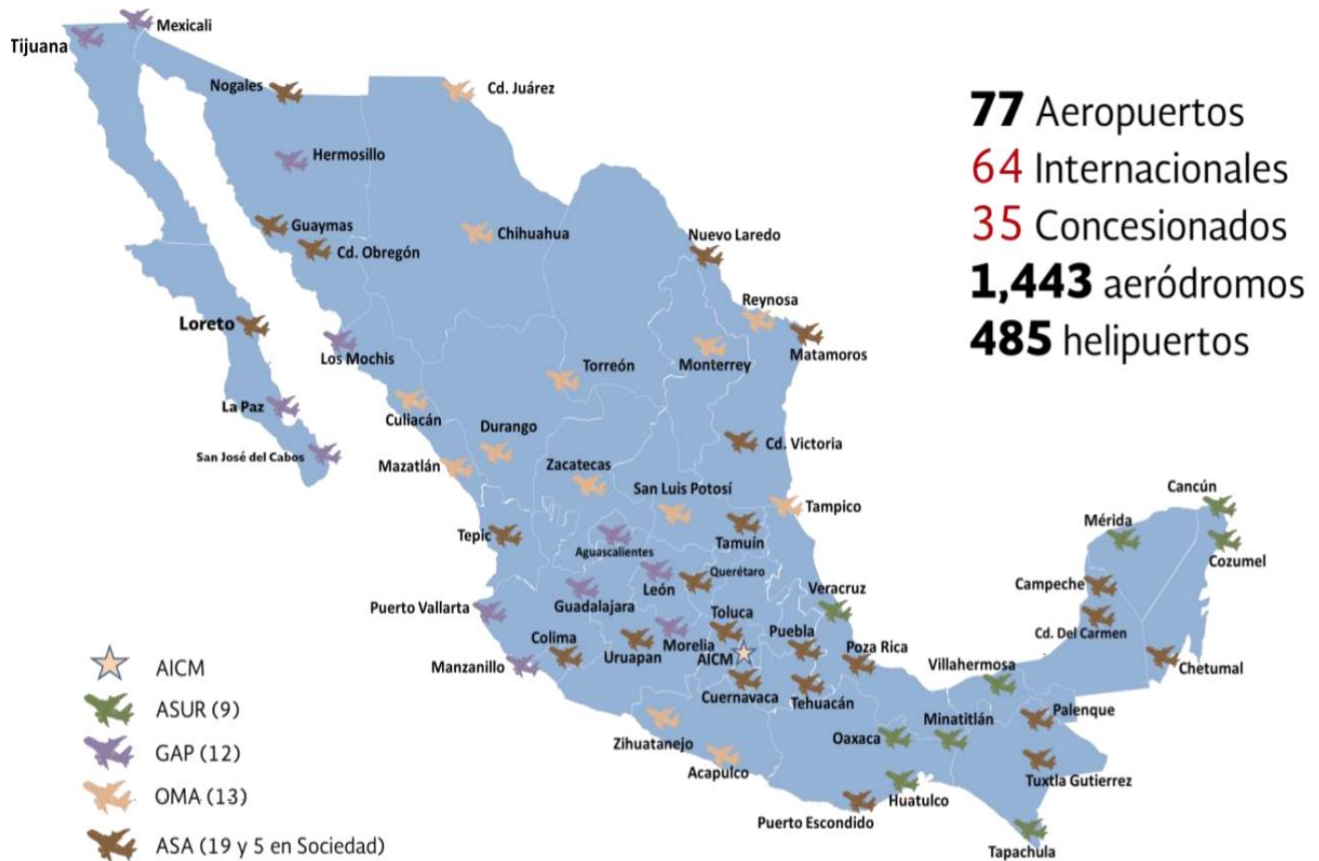 Mexicali
Tijuana
Nogales
Cd. Juárez
Hermosillo
Guaymas
Cd. Obregón
Chihuahua
Nuevo Laredo
Reynosa
Loreto
Los Mochis
Monterrey
Matamoros
Torreón
La Paz
Culiacán
Durango
Cd. Victoria
San José del Cabos
Mazatlán
Zacatecas
San Luis Potosí
Tampico
Tepic
Aguascalientes
Tamuín
Querétaro
León
Puerto Vallarta
Guadalajara
Toluca
Veracruz
Colima
Uruapan
Morelia
AICM
Puebla
Poza Rica
Manzanillo
Cuernavaca
Tehuacán
Zihuatanejo
Acapulco
Oaxaca
Minatitlán
Villahermosa
Palenque
Tuxtla Gutierrez
Huatulco
Puerto Escondido
Tapachula
Cancún
Mérida
Cozumel
Campeche
Cd. Del Carmen
Chetumal
77 Aeropuertos
64 Internacionales
35 Concesionados
1,443 aeródromos
485 helipuertos
AICM
ASUR (9)
GAP (12)
OMA (13)
ASA (19 y 5 en Sociedad)